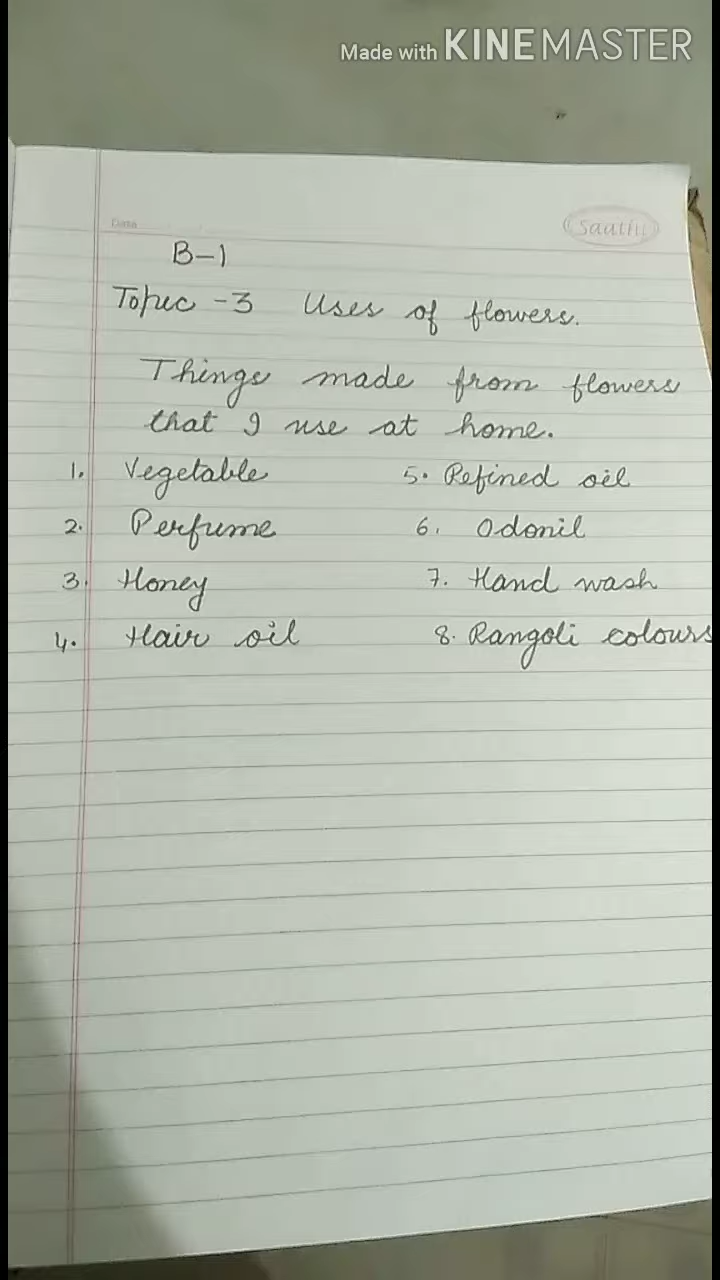 Made with KINEMASTER
Date
Saathi
B-1
Topic -3 Uses of flowers.
Things made from flowers
that I use at home.
1. Vegetable 5. Refined oil
2. Perfume 6. Odonil
3. Honey 7. Hand wash
4. Hair oil 8. Rangoli colours